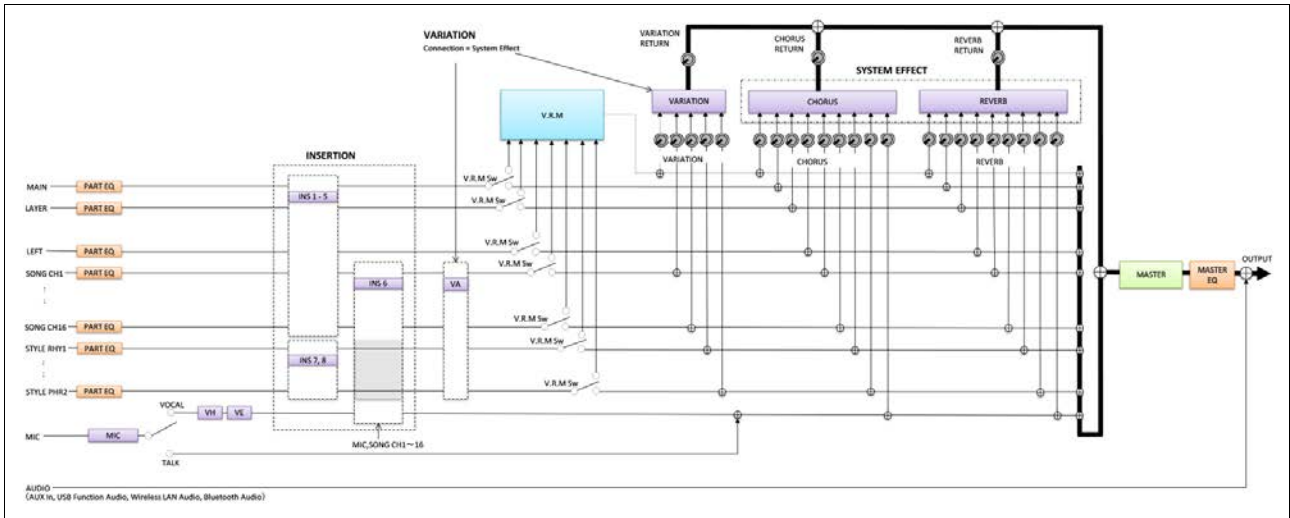 VARIATION
Connection = System Effect
VARIATION
RETURN
CHORUS
RETURN
REVERB
RETURN
SYSTEM EFFECT
VARIATION
CHORUS
REVERB
V.R.M
VARIATION
CHORUS
REVERB
INSERTION
MAIN
PART EQ
INS 1 - 5
V.R.M Sw
LAYER
PART EQ
V.R.M Sw
LEFT
PART EQ
V.R.M Sw
SONG CH1
PART EQ
INS 6
VA
V.R.M Sw
MASTER
MASTER
EQ
OUTPUT
SONG CH16
PART EQ
V.R.M Sw
STYLE RHY1
PART EQ
INS 7, 8
V.R.M Sw
STYLE PHR2
PART EQ
V.R.M Sw
VOCAL
VH
VE
MIC
MIC
MIC,SONG CH1～16
TALK
AUDIO
(AUX In, USB Function Audio, Wireless LAN Audio, Bluetooth Audio)